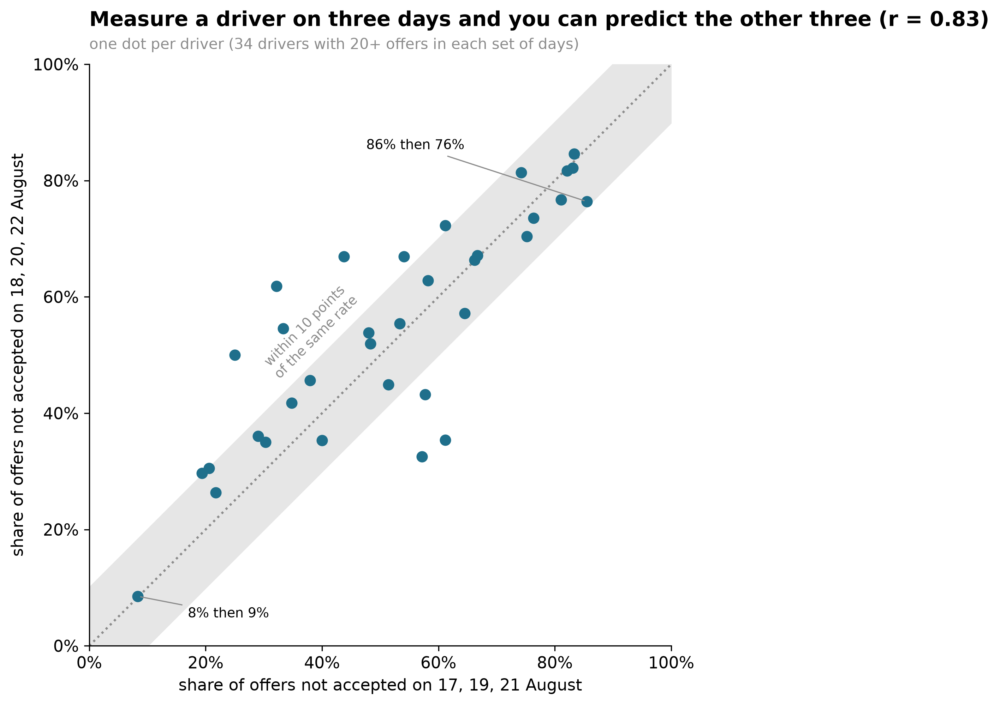 Measure a driver on three days and you can predict the other three (r = 0.83)
one dot per driver (34 drivers with 20+ offers in each set of days)
100%
80%
60%
40%
20%
0%
share of offers not accepted on 18, 20, 22 August
86% then 76%
within 10 points
of the same rate
8% then 9%
0%
20%
40%
60%
80%
100%
share of offers not accepted on 17, 19, 21 August